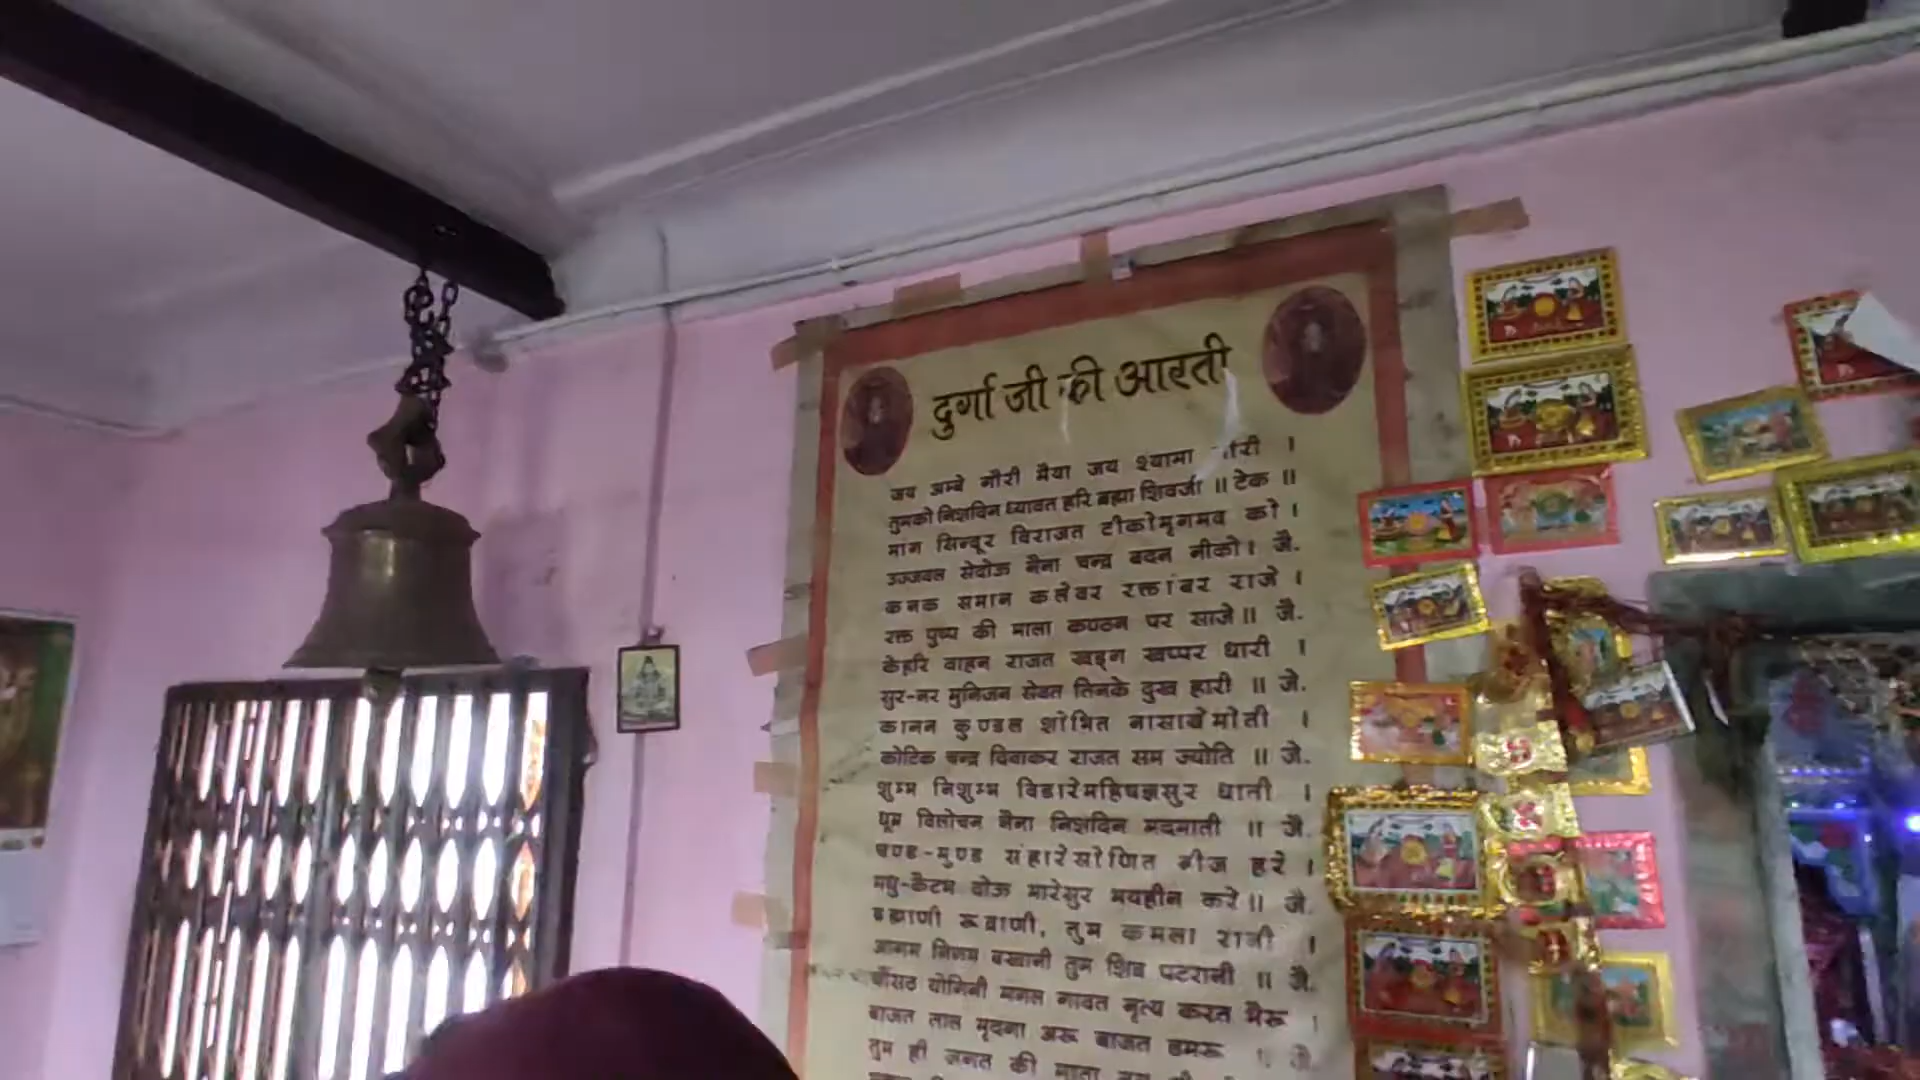 दुर्गा जी की आरती
जय अम्बे गौरी मैया जय श्यामा गौरी ।
तुमको निशदिन ध्यावत हरि ब्रह्मा शिवजी ॥ टेक ॥
मांग सिन्दूर विराजत टीकोमृगमद को ।
उज्जवल सेदोऊ नैना चन्द्र बदन नीको । जै.
कनक समान कलेवर रक्तांबर राजे ।
रक्त पुष्प की माला कण्ठन पर साजे ॥ जै.
केहरि वाहन राजत खड्ग खप्पर धारी ।
सुर-नर मुनिजन सेवत तिनके दुख हारी ॥ जे.
कानन कुण्डल शोभित नासाग्रेमोती ।
कोटिक चन्द्र दिवाकर राजत सम ज्योति ॥ जे.
शुम्भ निशुम्भ विडारेमहिषासुर धाती ।
धूम्र विलोचन नैना निशदिन मदमाती ॥ जै.
चण्ड-मुण्ड संहारेसोणित बीज हरे ।
मधु-कैटभ दोऊ मारेसुर भयहीन करे ॥ जै.
ब्रह्माणी रूद्राणी, तुम कमला रानी ।
आगम निगम बखानी तुम शिव पटरानी ॥ जै.
चौंसठ योगिनी मंगल गावत नृत्य करत भैरू ।
बाजत ताल मृदंगा अरू बाजत डमरू । जै.
तुम ही जगत की माता